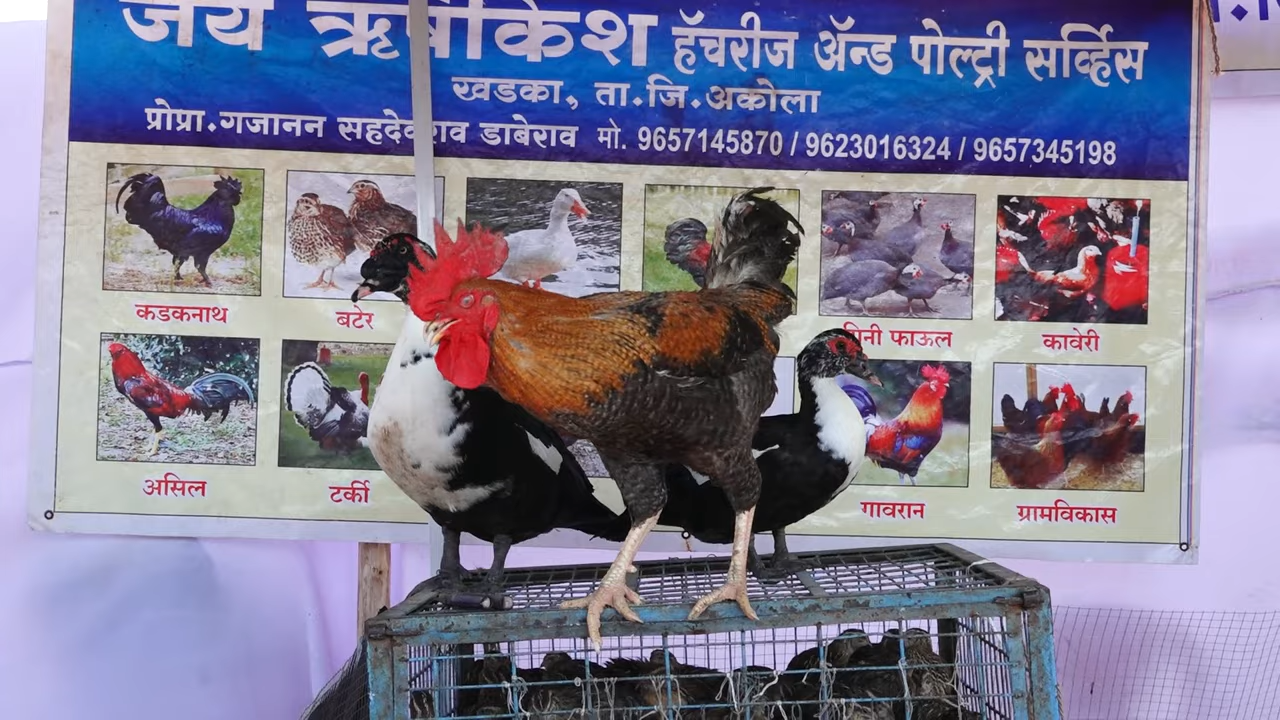 जय ऋषीकेश हॅचरीज ॲन्ड पोल्ट्री सर्व्हिस
खडका, ता.जि.अकोला
प्रोप्रा.गजानन सहदेवराव डाबेराव मो. 9657145870 / 9623016324 / 9657345198
कडकनाथ
बटेर
फाऊल
कावेरी
असिल
टर्की
गावरान
ग्रामविकास